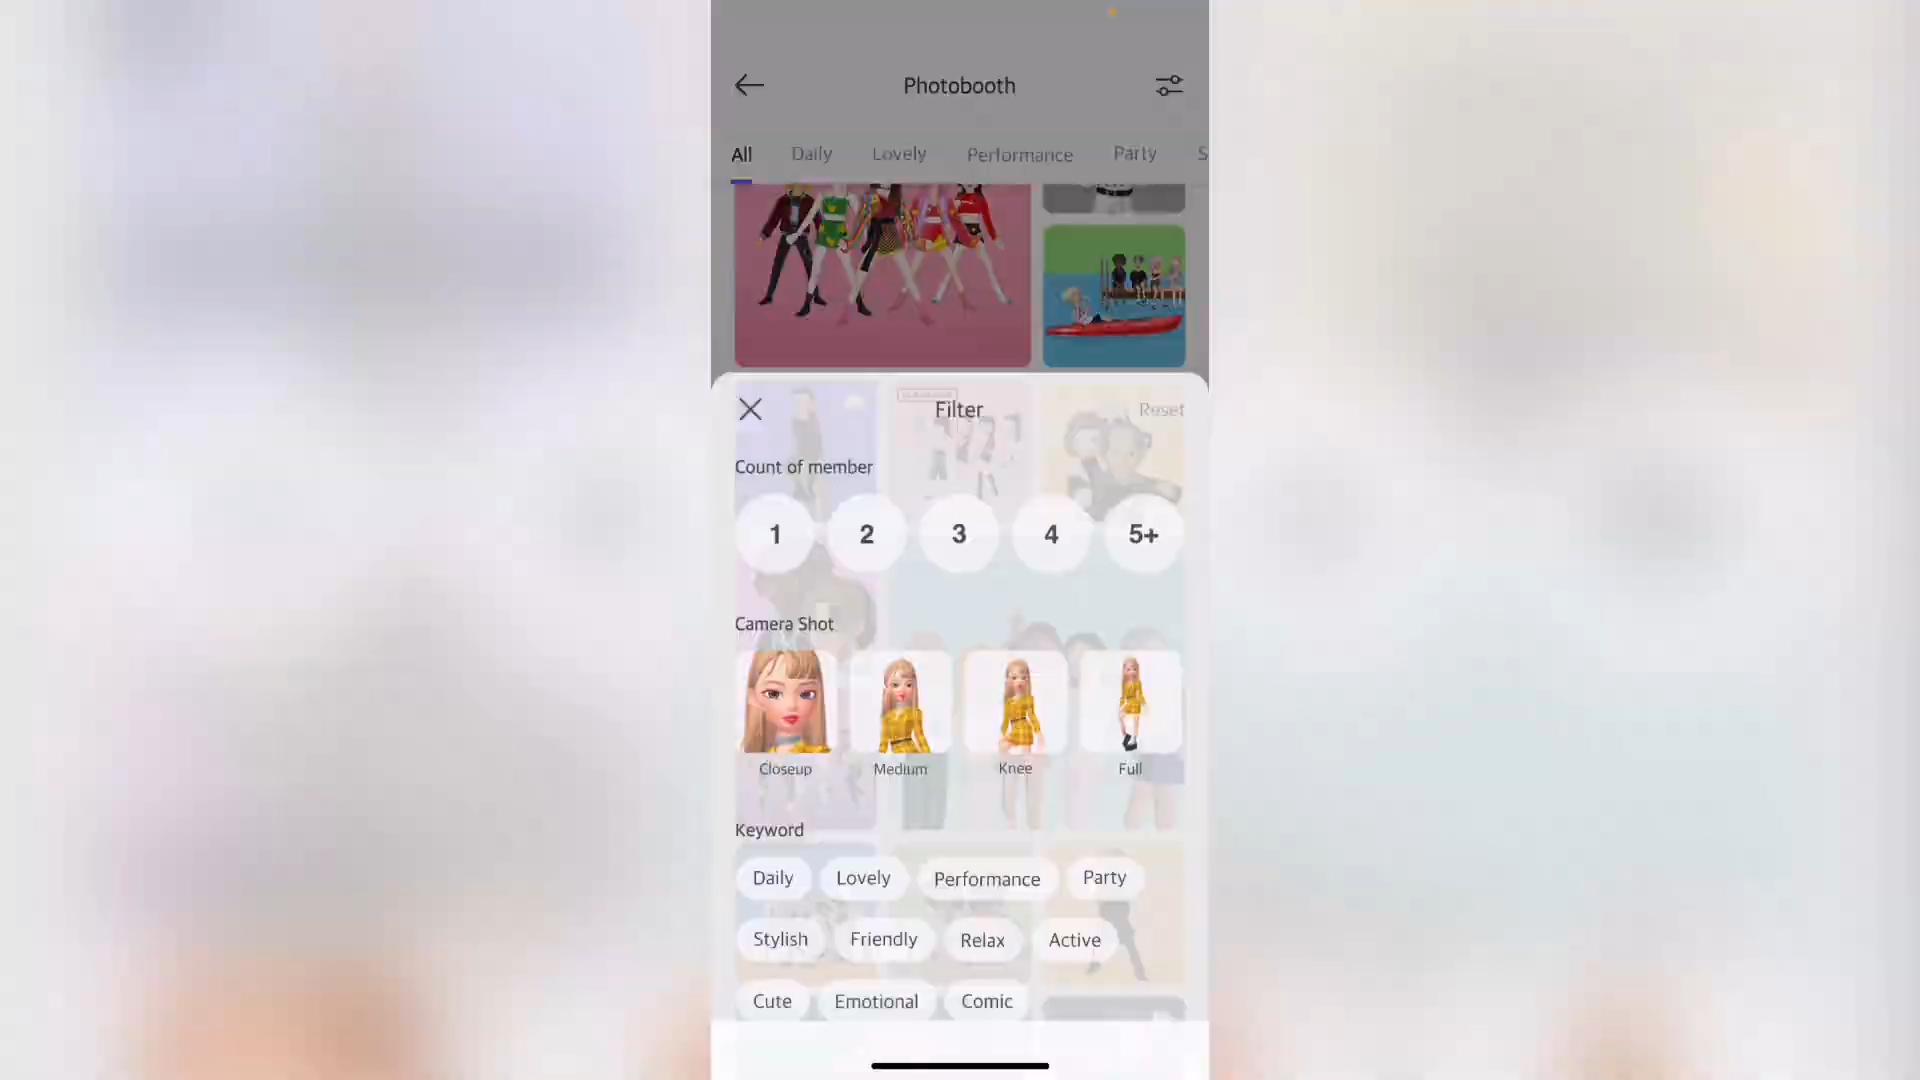 Photobooth
All Daily Lovely Performance Party S
Filter Reset
Count of member
1 2 3 4 5+
Camera Shot
Closeup Medium Knee Full
Keyword
Daily Lovely Performance Party
Stylish Friendly Relax Active
Cute Emotional Comic